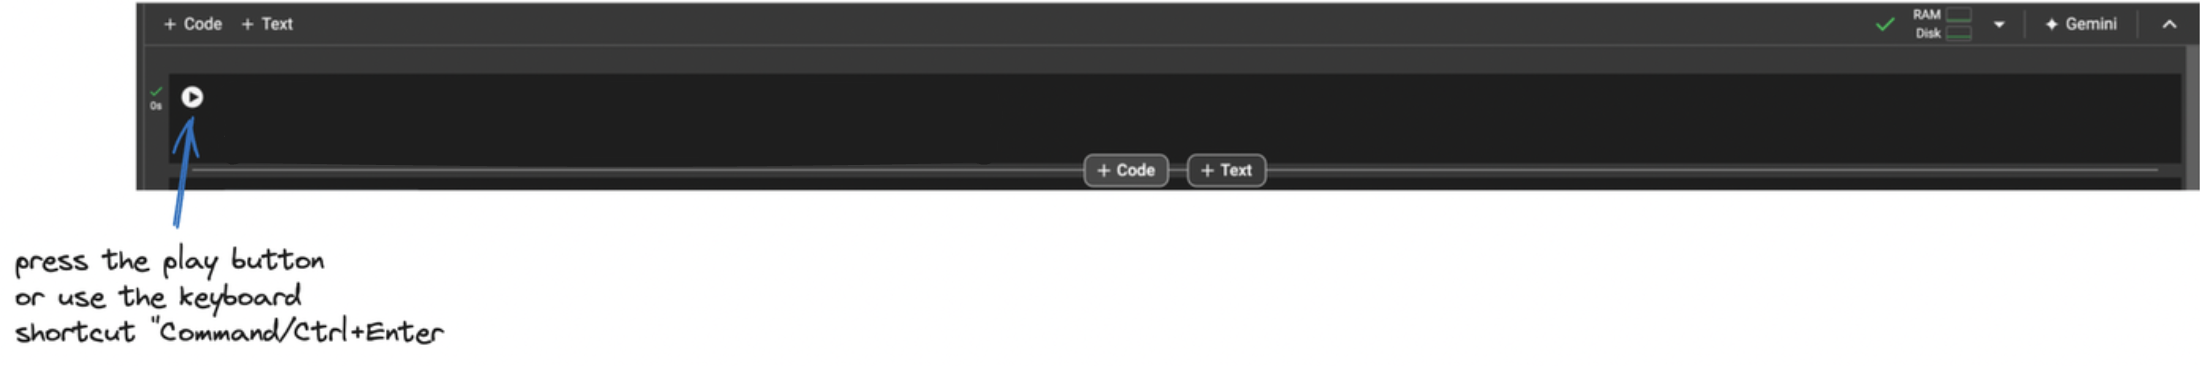 + Code + Text
RAM
Disk
Gemini
0s
+ Code + Text
press the play button
or use the keyboard
shortcut "Command/Ctrl+Enter